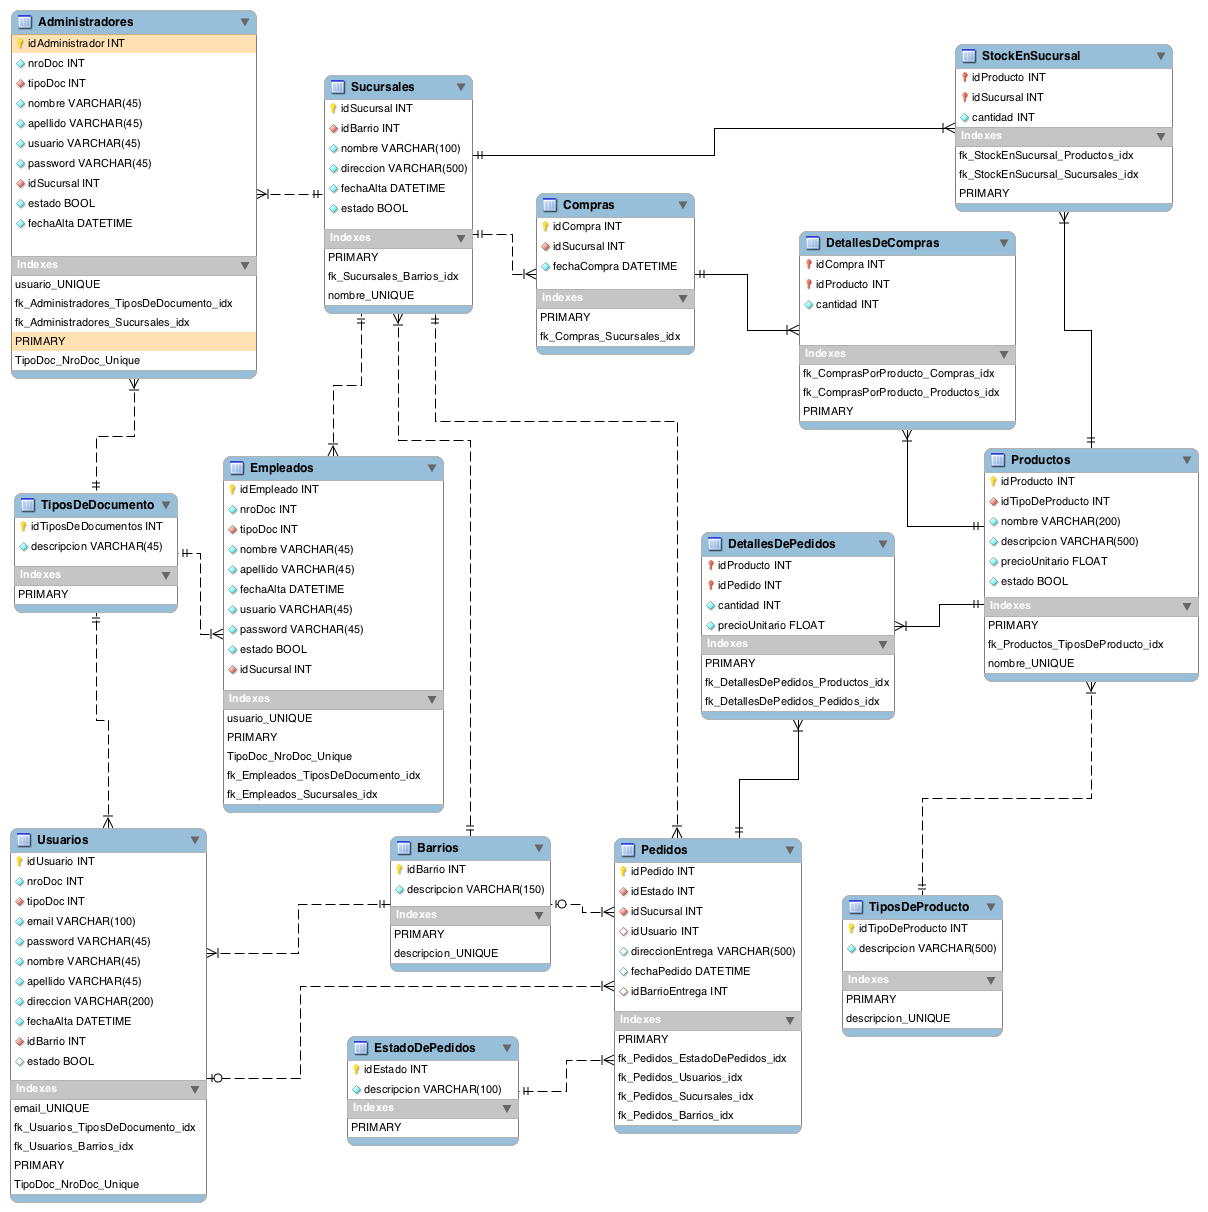 Administradores
idAdministrador INT
nroDoc INT
tipoDoc INT
nombre VARCHAR(45)
apellido VARCHAR(45)
usuario VARCHAR(45)
password VARCHAR(45)
idSucursal INT
estado BOOL
fechaAlta DATETIME
Indexes
usuario_UNIQUE
fk_Administradores_TiposDeDocumento_idx
fk_Administradores_Sucursales_idx
PRIMARY
TipoDoc_NroDoc_Unique
Sucursales
idSucursal INT
idBarrio INT
nombre VARCHAR(100)
direccion VARCHAR(500)
fechaAlta DATETIME
estado BOOL
Indexes
PRIMARY
fk_Sucursales_Barrios_idx
nombre_UNIQUE
StockEnSucursal
idProducto INT
idSucursal INT
cantidad INT
Indexes
fk_StockEnSucursal_Productos_idx
fk_StockEnSucursal_Sucursales_idx
PRIMARY
Compras
idCompra INT
idSucursal INT
fechaCompra DATETIME
Indexes
PRIMARY
fk_Compras_Sucursales_idx
DetallesDeCompras
idCompra INT
idProducto INT
cantidad INT
Indexes
fk_ComprasPorProducto_Compras_idx
fk_ComprasPorProducto_Productos_idx
PRIMARY
TiposDeDocumento
idTiposDeDocumentos INT
descripcion VARCHAR(45)
Indexes
PRIMARY
Empleados
idEmpleado INT
nroDoc INT
tipoDoc INT
nombre VARCHAR(45)
apellido VARCHAR(45)
fechaAlta DATETIME
usuario VARCHAR(45)
password VARCHAR(45)
estado BOOL
idSucursal INT
Indexes
usuario_UNIQUE
PRIMARY
TipoDoc_NroDoc_Unique
fk_Empleados_TiposDeDocumento_idx
fk_Empleados_Sucursales_idx
DetallesDePedidos
idProducto INT
idPedido INT
cantidad INT
precioUnitario FLOAT
Indexes
PRIMARY
fk_DetallesDePedidos_Productos_idx
fk_DetallesDePedidos_Pedidos_idx
Productos
idProducto INT
idTipoDeProducto INT
nombre VARCHAR(200)
descripcion VARCHAR(500)
precioUnitario FLOAT
estado BOOL
Indexes
PRIMARY
fk_Productos_TiposDeProducto_idx
nombre_UNIQUE
Usuarios
idUsuario INT
nroDoc INT
tipoDoc INT
email VARCHAR(100)
password VARCHAR(45)
nombre VARCHAR(45)
apellido VARCHAR(45)
direccion VARCHAR(200)
fechaAlta DATETIME
idBarrio INT
estado BOOL
Indexes
email_UNIQUE
fk_Usuarios_TiposDeDocumento_idx
fk_Usuarios_Barrios_idx
PRIMARY
TipoDoc_NroDoc_Unique
Barrios
idBarrio INT
descripcion VARCHAR(150)
Indexes
PRIMARY
descripcion_UNIQUE
Pedidos
idPedido INT
idEstado INT
idSucursal INT
idUsuario INT
direccionEntrega VARCHAR(500)
fechaPedido DATETIME
idBarrioEntrega INT
Indexes
PRIMARY
fk_Pedidos_EstadoDePedidos_idx
fk_Pedidos_Usuarios_idx
fk_Pedidos_Sucursales_idx
fk_Pedidos_Barrios_idx
TiposDeProducto
idTipoDeProducto INT
descripcion VARCHAR(500)
Indexes
PRIMARY
descripcion_UNIQUE
EstadoDePedidos
idEstado INT
descripcion VARCHAR(100)
Indexes
PRIMARY